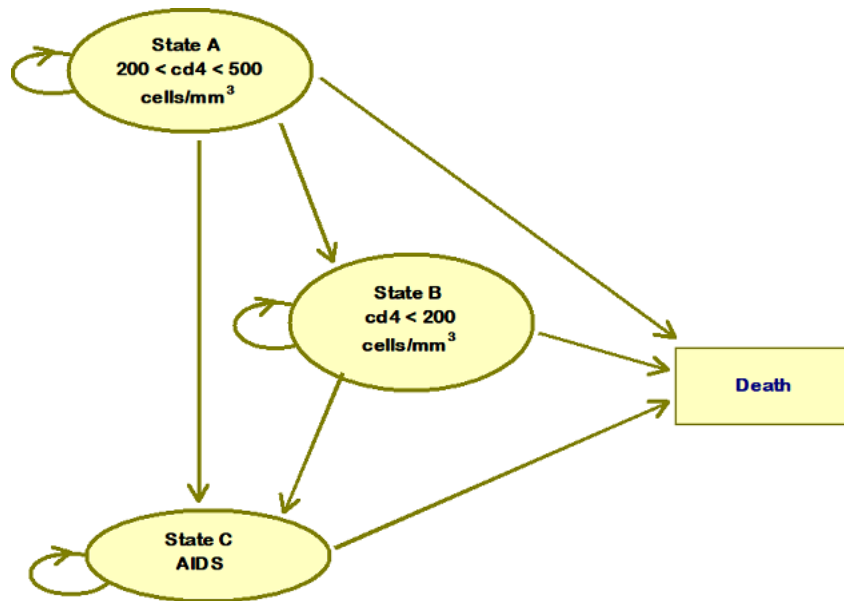 State A
200 < cd4 < 500
cells/mm³
State B
cd4 < 200
cells/mm³
Death
State C
AIDS